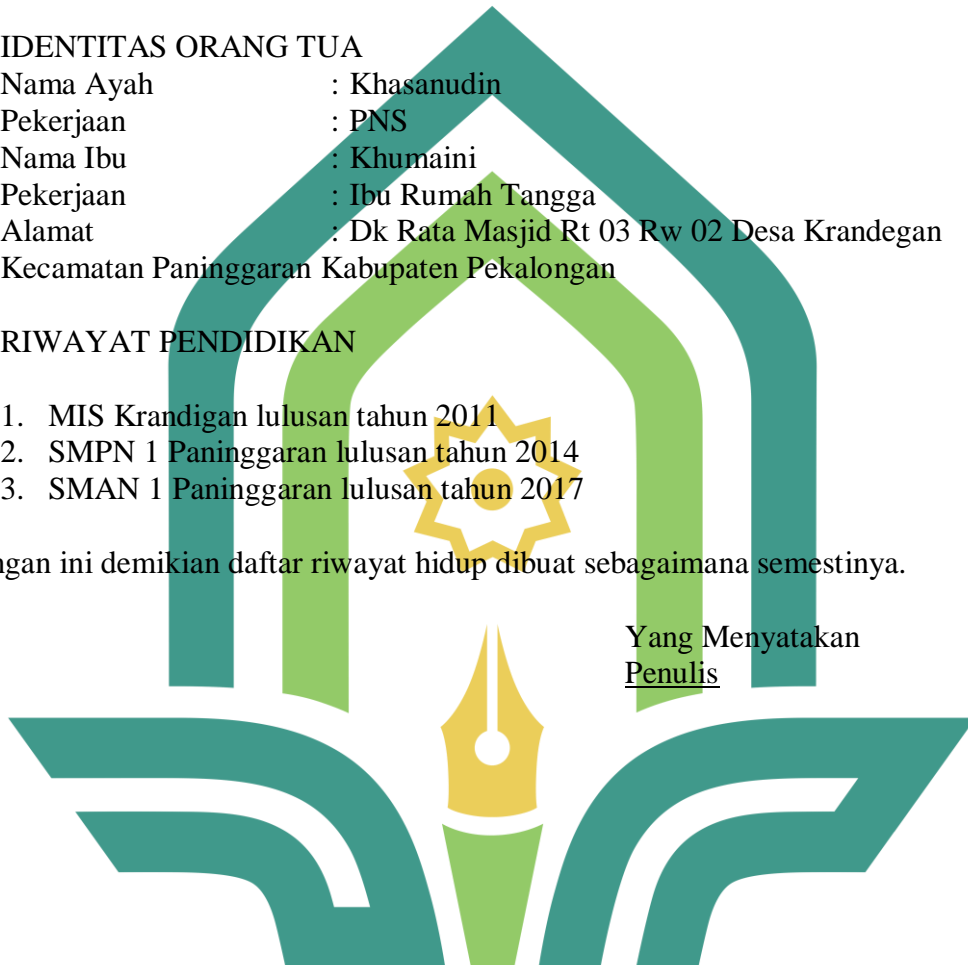 IDENTITAS ORANG TUA
Nama Ayah : Khasanudin
Pekerjaan : PNS
Nama Ibu : Khumaini
Pekerjaan : Ibu Rumah Tangga
Alamat : Dk Rata Masjid Rt 03 Rw 02 Desa Krandegan
Kecamatan Paninggaran Kabupaten Pekalongan
RIWAYAT PENDIDIKAN
1. MIS Krandigan lulusan tahun 2011
2. SMPN 1 Paninggaran lulusan tahun 2014
3. SMAN 1 Paninggaran lulusan tahun 2017
ini demikian daftar riwayat hidup dibuat sebagaimana semestinya.
Yang Menyatakan
Penulis